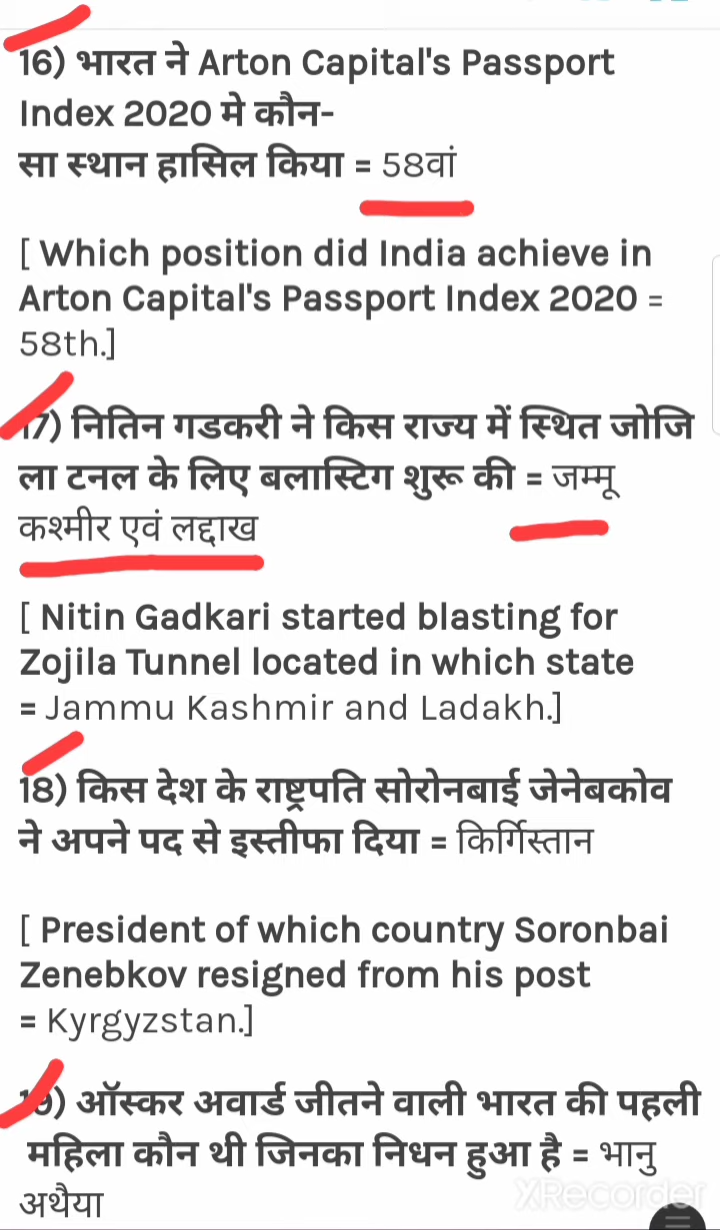 16) भारत ने Arton Capital's Passport
Index 2020 मे कौन-
सा स्थान हासिल किया = 58वां
[ Which position did India achieve in
Arton Capital's Passport Index 2020 =
58th.]
17) नितिन गडकरी ने किस राज्य में स्थित जोजि
ला टनल के लिए बलास्टिग शुरू की = जम्मू
कश्मीर एवं लद्दाख
[ Nitin Gadkari started blasting for
Zojila Tunnel located in which state
= Jammu Kashmir and Ladakh.]
18) किस देश के राष्ट्रपति सोरोनबाई जेनेबकोव
ने अपने पद से इस्तीफा दिया = किर्गिस्तान
[ President of which country Soronbai
Zenebkov resigned from his post
= Kyrgyzstan.]
19) ऑस्कर अवार्ड जीतने वाली भारत की पहली
महिला कौन थी जिनका निधन हुआ है = भानु
अथैया
XRecorder